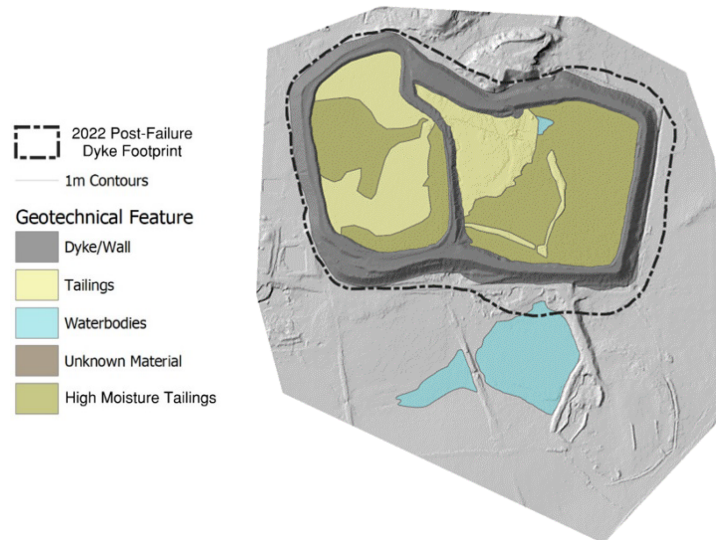 2022 Post-Failure
Dyke Footprint
1m Contours
Geotechnical Feature
Dyke/Wall
Tailings
Waterbodies
Unknown Material
High Moisture Tailings